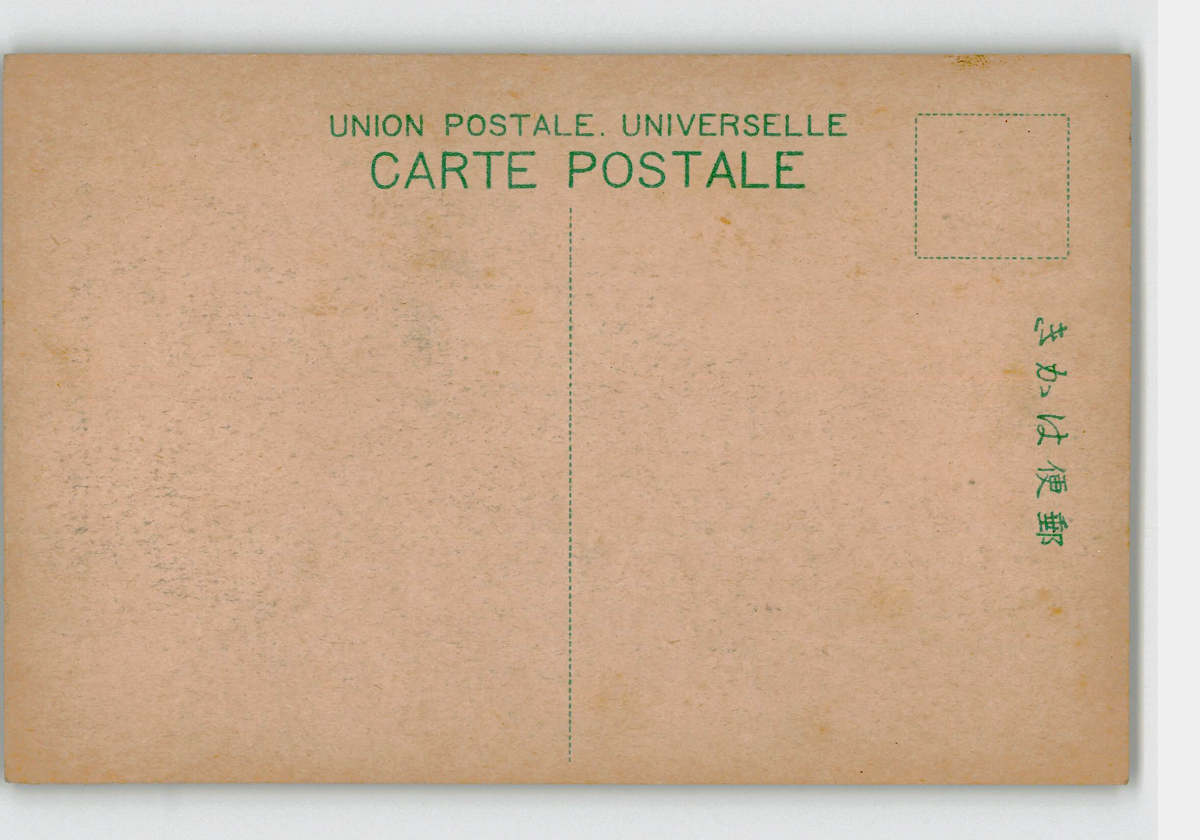 UNION POSTALE. UNIVERSELLE
CARTE POSTALE
郵便はかき